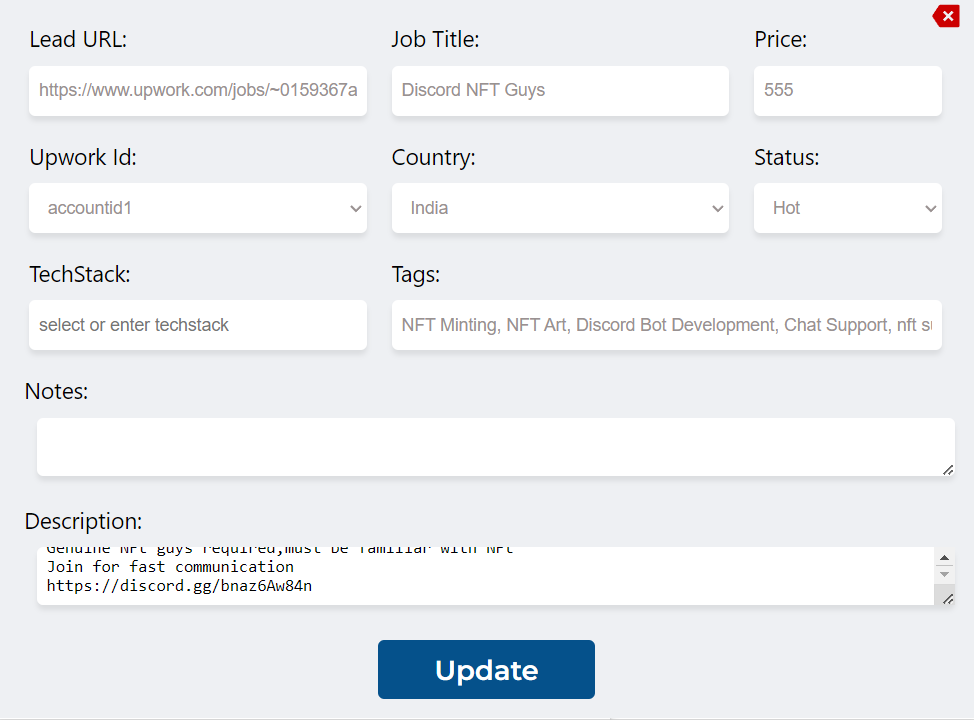 Lead URL:
Job Title:
Price:
https://www.upwork.com/jobs/~0159367a
Discord NFT Guys
555
Upwork Id:
Country:
Status:
accountid1
India
Hot
TechStack:
Tags:
select or enter techstack
NFT Minting, NFT Art, Discord Bot Development, Chat Support, nft su
Notes:
Description:
Genuine NFt guys required,must be familiar with NFt
Join for fast communication
https://discord.gg/bnaz6Aw84n
Update